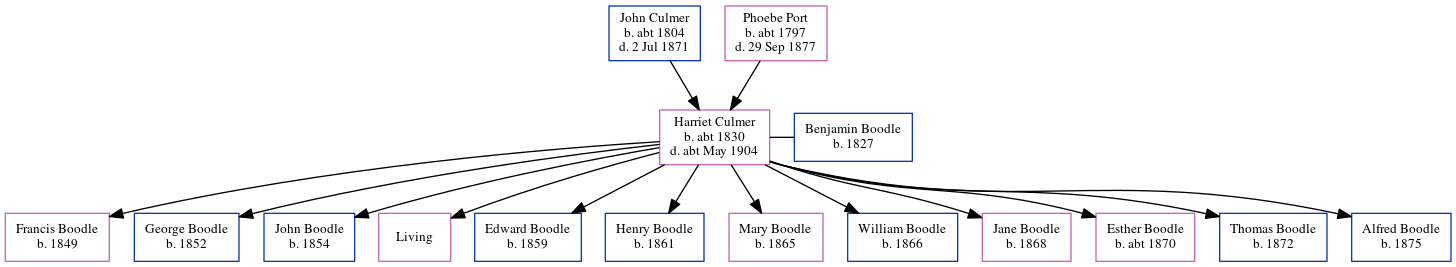 John Culmer
b. abt 1804
d. 2 Jul 1871
Phoebe Port
b. abt 1797
d. 29 Sep 1877
Harriet Culmer
b. abt 1830
d. abt May 1904
Benjamin Boodle
b. 1827
Francis Boodle
b. 1849
George Boodle
b. 1852
John Boodle
b. 1854
Living
Edward Boodle
b. 1859
Henry Boodle
b. 1861
Mary Boodle
b. 1865
William Boodle
b. 1866
Jane Boodle
b. 1868
Esther Boodle
b. abt 1870
Thomas Boodle
b. 1872
Alfred Boodle
b. 1875